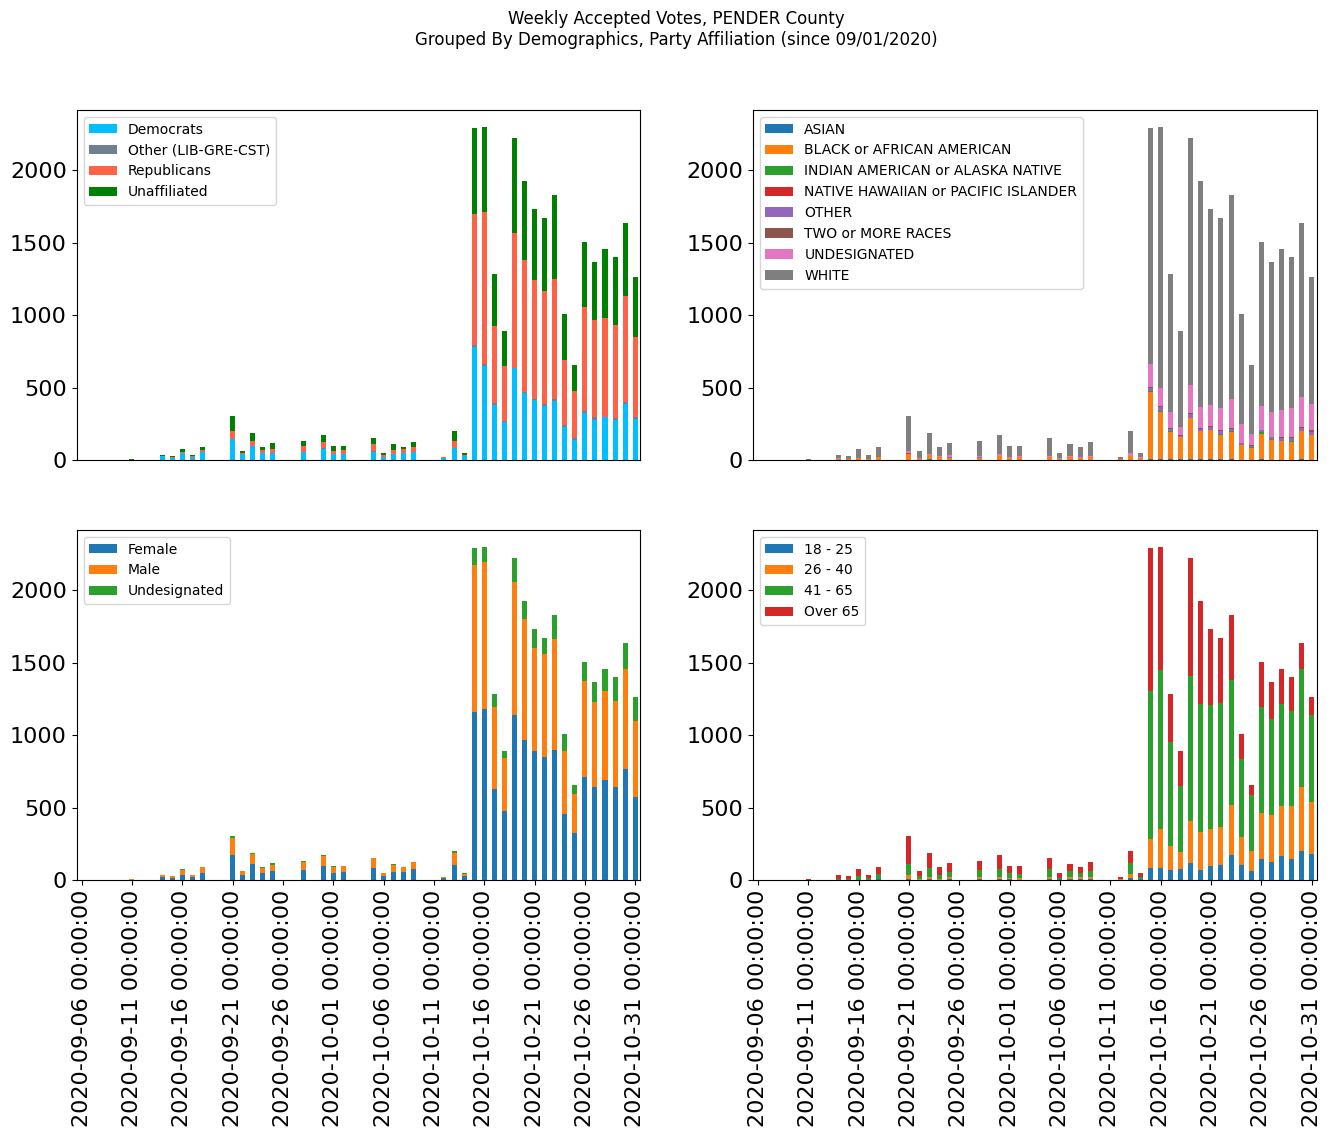 Weekly Accepted Votes, PENDER County
Grouped By Demographics, Party Affiliation (since 09/01/2020)
Democrats
Other (LIB-GRE-CST)
Republicans
Unaffiliated
2000
1500
1000
500
0
ASIAN
BLACK or AFRICAN AMERICAN
INDIAN AMERICAN or ALASKA NATIVE
NATIVE HAWAIIAN or PACIFIC ISLANDER
OTHER
TWO or MORE RACES
UNDESIGNATED
WHITE
2000
1500
1000
500
0
Female
Male
Undesignated
2000
1500
1000
500
0
2020-09-06 00:00:00
2020-09-11 00:00:00
2020-09-16 00:00:00
2020-09-21 00:00:00
2020-09-26 00:00:00
2020-10-01 00:00:00
2020-10-06 00:00:00
2020-10-11 00:00:00
2020-10-16 00:00:00
2020-10-21 00:00:00
2020-10-26 00:00:00
2020-10-31 00:00:00
18 - 25
26 - 40
41 - 65
Over 65
2000
1500
1000
500
0
2020-09-06 00:00:00
2020-09-11 00:00:00
2020-09-16 00:00:00
2020-09-21 00:00:00
2020-09-26 00:00:00
2020-10-01 00:00:00
2020-10-06 00:00:00
2020-10-11 00:00:00
2020-10-16 00:00:00
2020-10-21 00:00:00
2020-10-26 00:00:00
2020-10-31 00:00:00